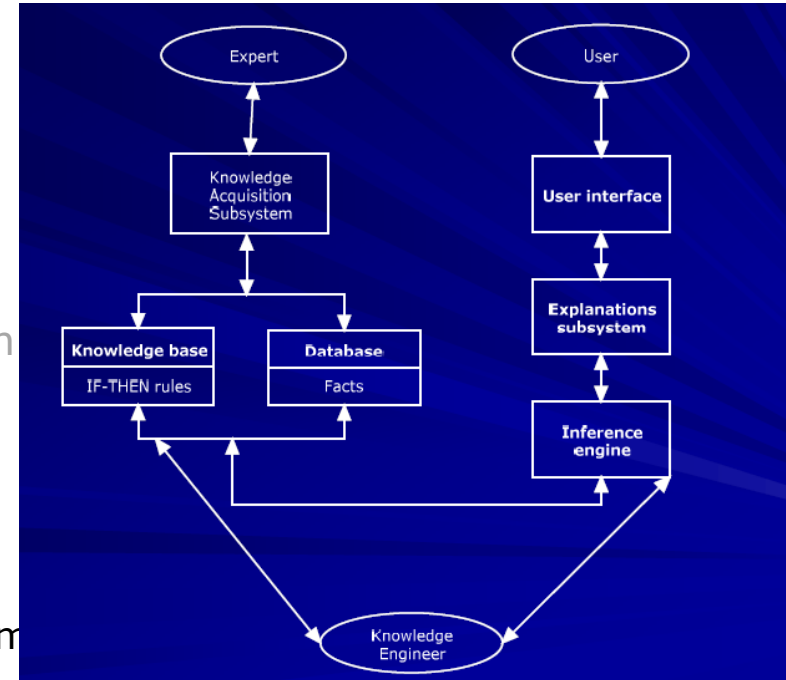 Expert
User
Knowledge
Acquisition
Subsystem
User interface
Explanations
subsystem
Knowledge base
IF-THEN rules
Database
Facts
Inference
engine
Knowledge
Engineer